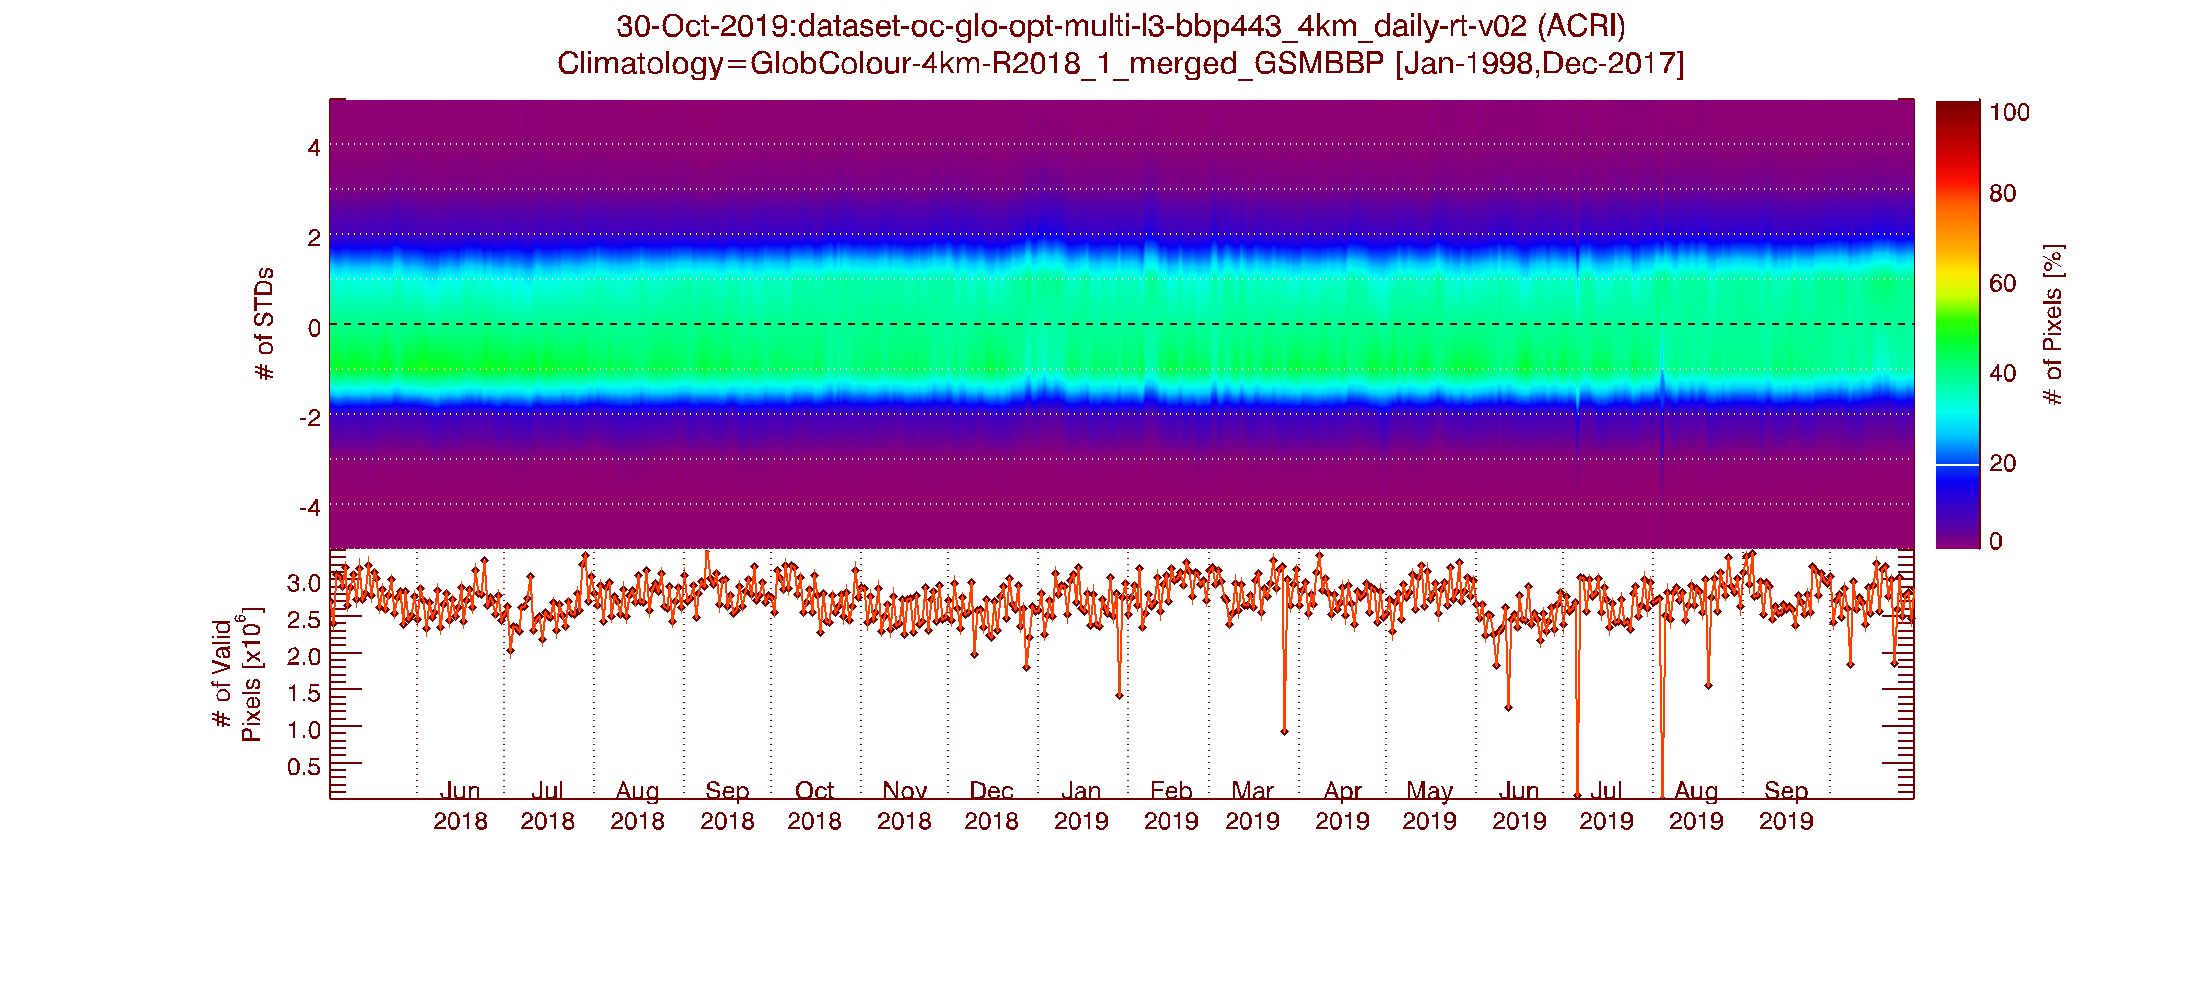 30-Oct-2019:dataset-oc-glo-opt-multi-l3-bbp443_4km_daily-rt-v02 (ACRI)
Climatology=GlobColour-4km-R2018_1_merged_GSMBBP [Jan-1998,Dec-2017]
# of STDs
4
2
0
-2
-4
100
80
60
40
20
0
# of Pixels [%]
# of Valid
Pixels [x10^6]
3.0
2.5
2.0
1.5
1.0
0.5
Jun Jul Aug Sep Oct Nov Dec Jan Feb Mar Apr May Jun Jul Aug Sep
2018 2018 2018 2018 2018 2018 2018 2019 2019 2019 2019 2019 2019 2019 2019 2019